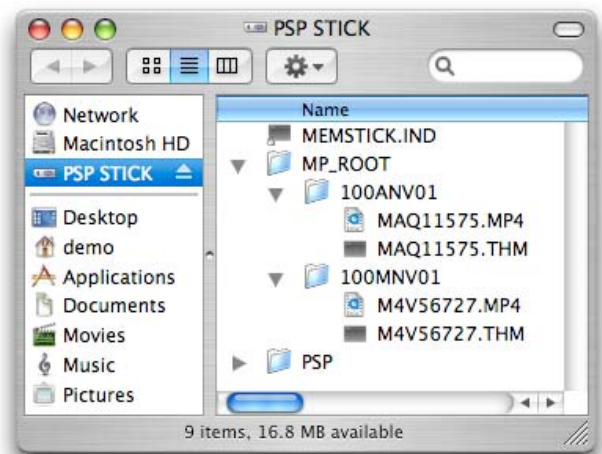 PSP STICK
Network
Macintosh HD
PSP STICK
Desktop
demo
Applications
Documents
Movies
Music
Pictures
Name
MEMSTICK.IND
MP_ROOT
100ANV01
MAQ11575.MP4
MAQ11575.THM
100MNV01
M4V56727.MP4
M4V56727.THM
PSP
9 items, 16.8 MB available